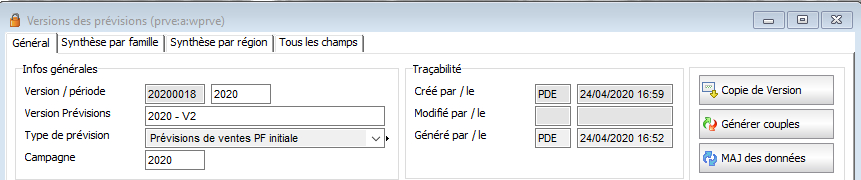 Versions des prévisions (prve:a:wprve)
Général Synthèse par famille Synthèse par région Tous les champs
Infos générales
Version / période 20200018 2020
Version Prévisions 2020 - V2
Type de prévision Prévisions de ventes PF initiale
Campagne 2020
Traçabilité
Créé par / le PDE 24/04/2020 16:59
Modifié par / le
Généré par / le PDE 24/04/2020 16:52
Copie de Version
Générer couples
MAJ des données